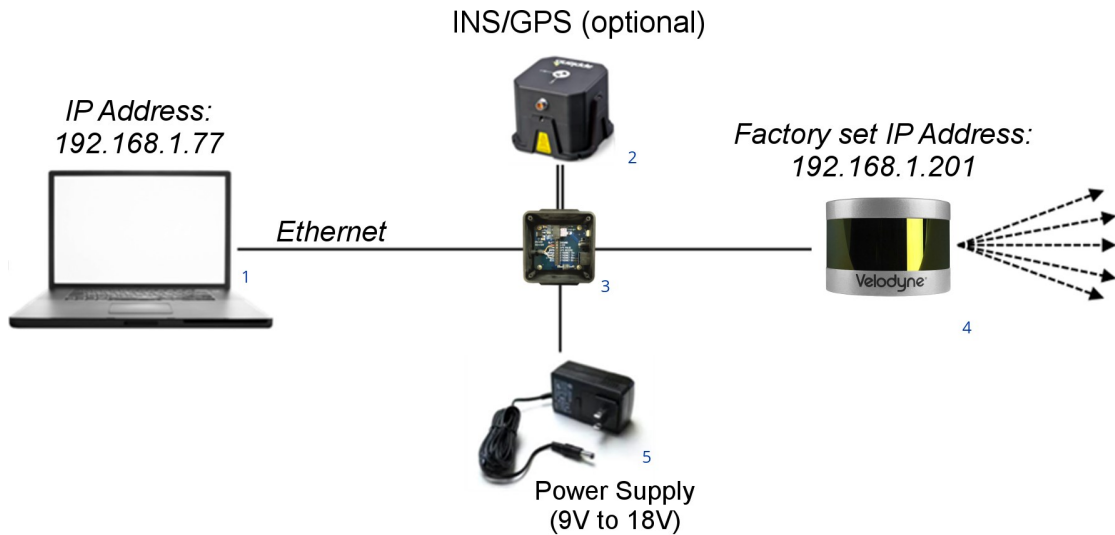 INS/GPS (optional)
IP Address:
192.168.1.77
2
Factory set IP Address:
192.168.1.201
Ethernet
1
3
Velodyne
4
5
Power Supply
(9V to 18V)